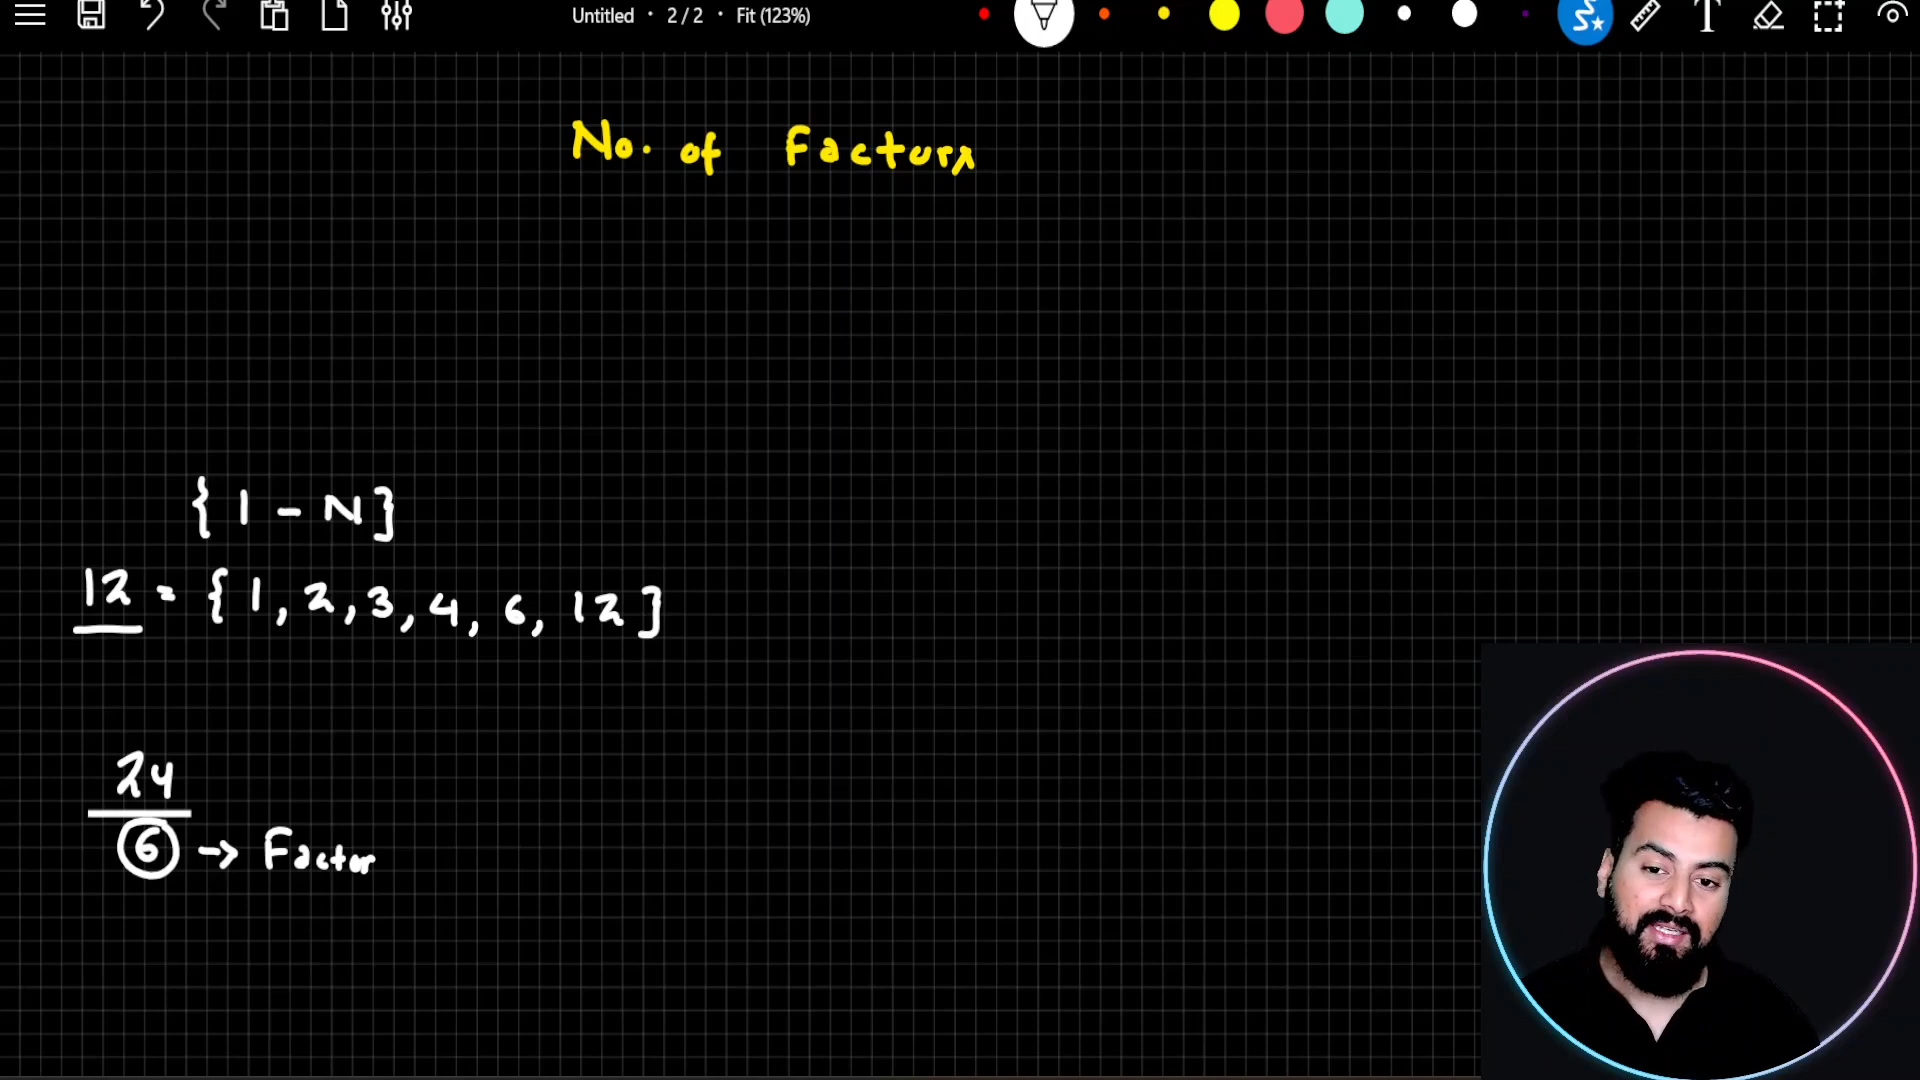 Untitled • 2 / 2 • Fit (123%)
No. of Factors
{ 1 - N }
12 = { 1, 2, 3, 4, 6, 12 }
24
6 → Factor